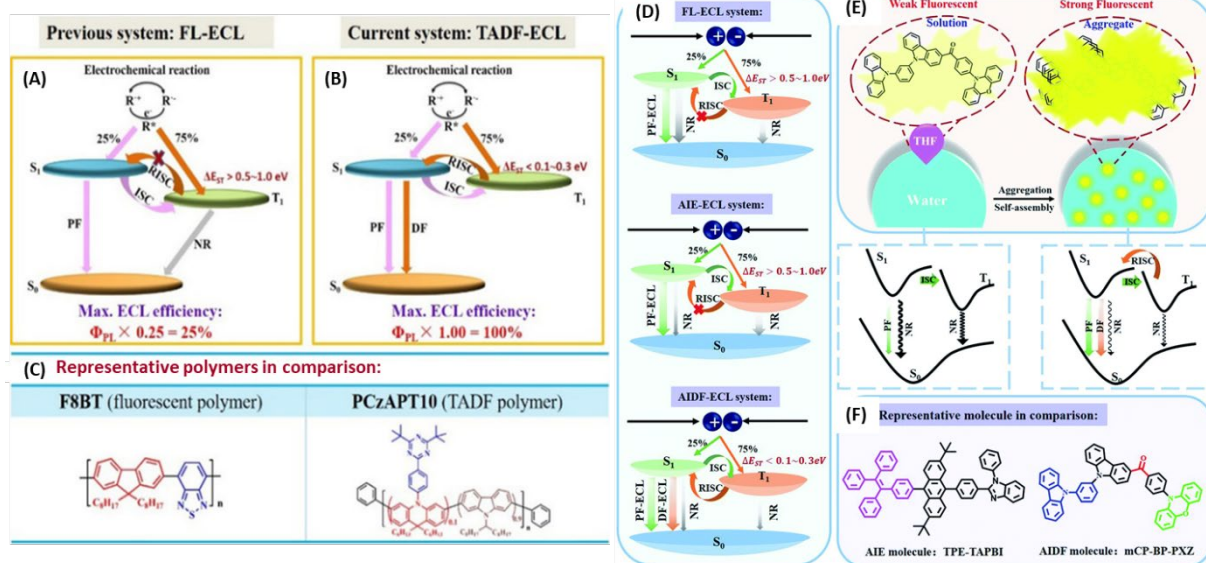 Previous system: FL-ECL
(A)
Electrochemical reaction
R·+
R·−
e−
R*
25%
75%
S1
RISC
ΔEST > 0.5~1.0 eV
ISC
T1
PF
NR
S0
Max. ECL efficiency:
ΦPL × 0.25 = 25%
Current system: TADF-ECL
(B)
Electrochemical reaction
R·+
R·−
e−
R*
25%
75%
S1
RISC
ΔEST < 0.1~0.3 eV
ISC
T1
PF
DF
S0
Max. ECL efficiency:
ΦPL × 1.00 = 100%
(C) Representative polymers in comparison:
F8BT (fluorescent polymer)
C8H17
C8H17
N
N
S
n
PCzAPT10 (TADF polymer)
N
N
N
N
N
0.1
C8H17
C8H17
n
(D)
FL-ECL system:
+ −
25%
75%
ΔEST > 0.5~1.0eV
S1
ISC
T1
RISC
PF-ECL
NR
NR
S0
AIE-ECL system:
+ −
25%
75%
ΔEST > 0.5~1.0eV
S1
ISC
T1
RISC
PF-ECL
NR
NR
S0
AIDF-ECL system:
+ −
25%
75%
ΔEST < 0.1~0.3eV
S1
ISC
T1
RISC
PF-ECL
DF-ECL
NR
NR
S0
(E)
Weak Fluorescent
Solution
Strong Fluorescent
Aggregate
THF
Water
Aggregation
Self-assembly
S1
ISC
T1
PF
NR
NR
S0
S1
RISC
ISC
T1
PF
DF
NR
NR
S0
(F)
Representative molecule in comparison:
AIE molecule: TPE-TAPBI
AIDF molecule: mCP-BP-PXZ